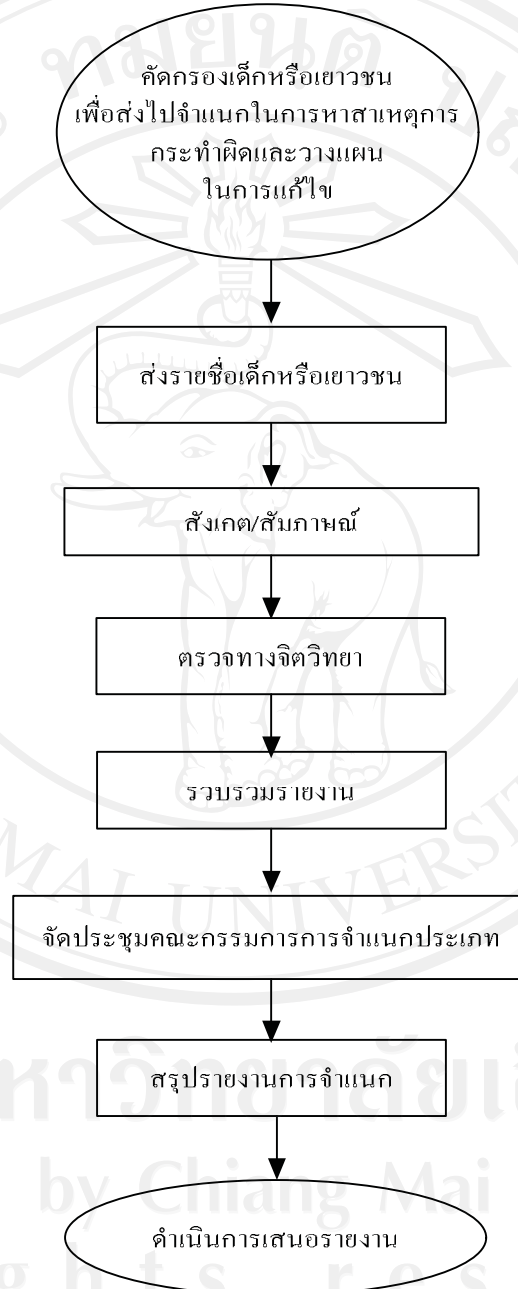 คัดกรองเด็กหรือเยาวชน
เพื่อส่งไปจำแนกในการหาสาเหตุการ
กระทำผิดและวางแผน
ในการแก้ไข
ส่งรายชื่อเด็กหรือเยาวชน
สังเกต/สัมภาษณ์
ตรวจทางจิตวิทยา
รวบรวมรายงาน
MAI UNIVERSIT
จัดประชุมคณะกรรมการการจำแนกประเภท
สรุปรายงานการจำแนก
by Chiang Mai
ดำเนินการเสนอรายงาน